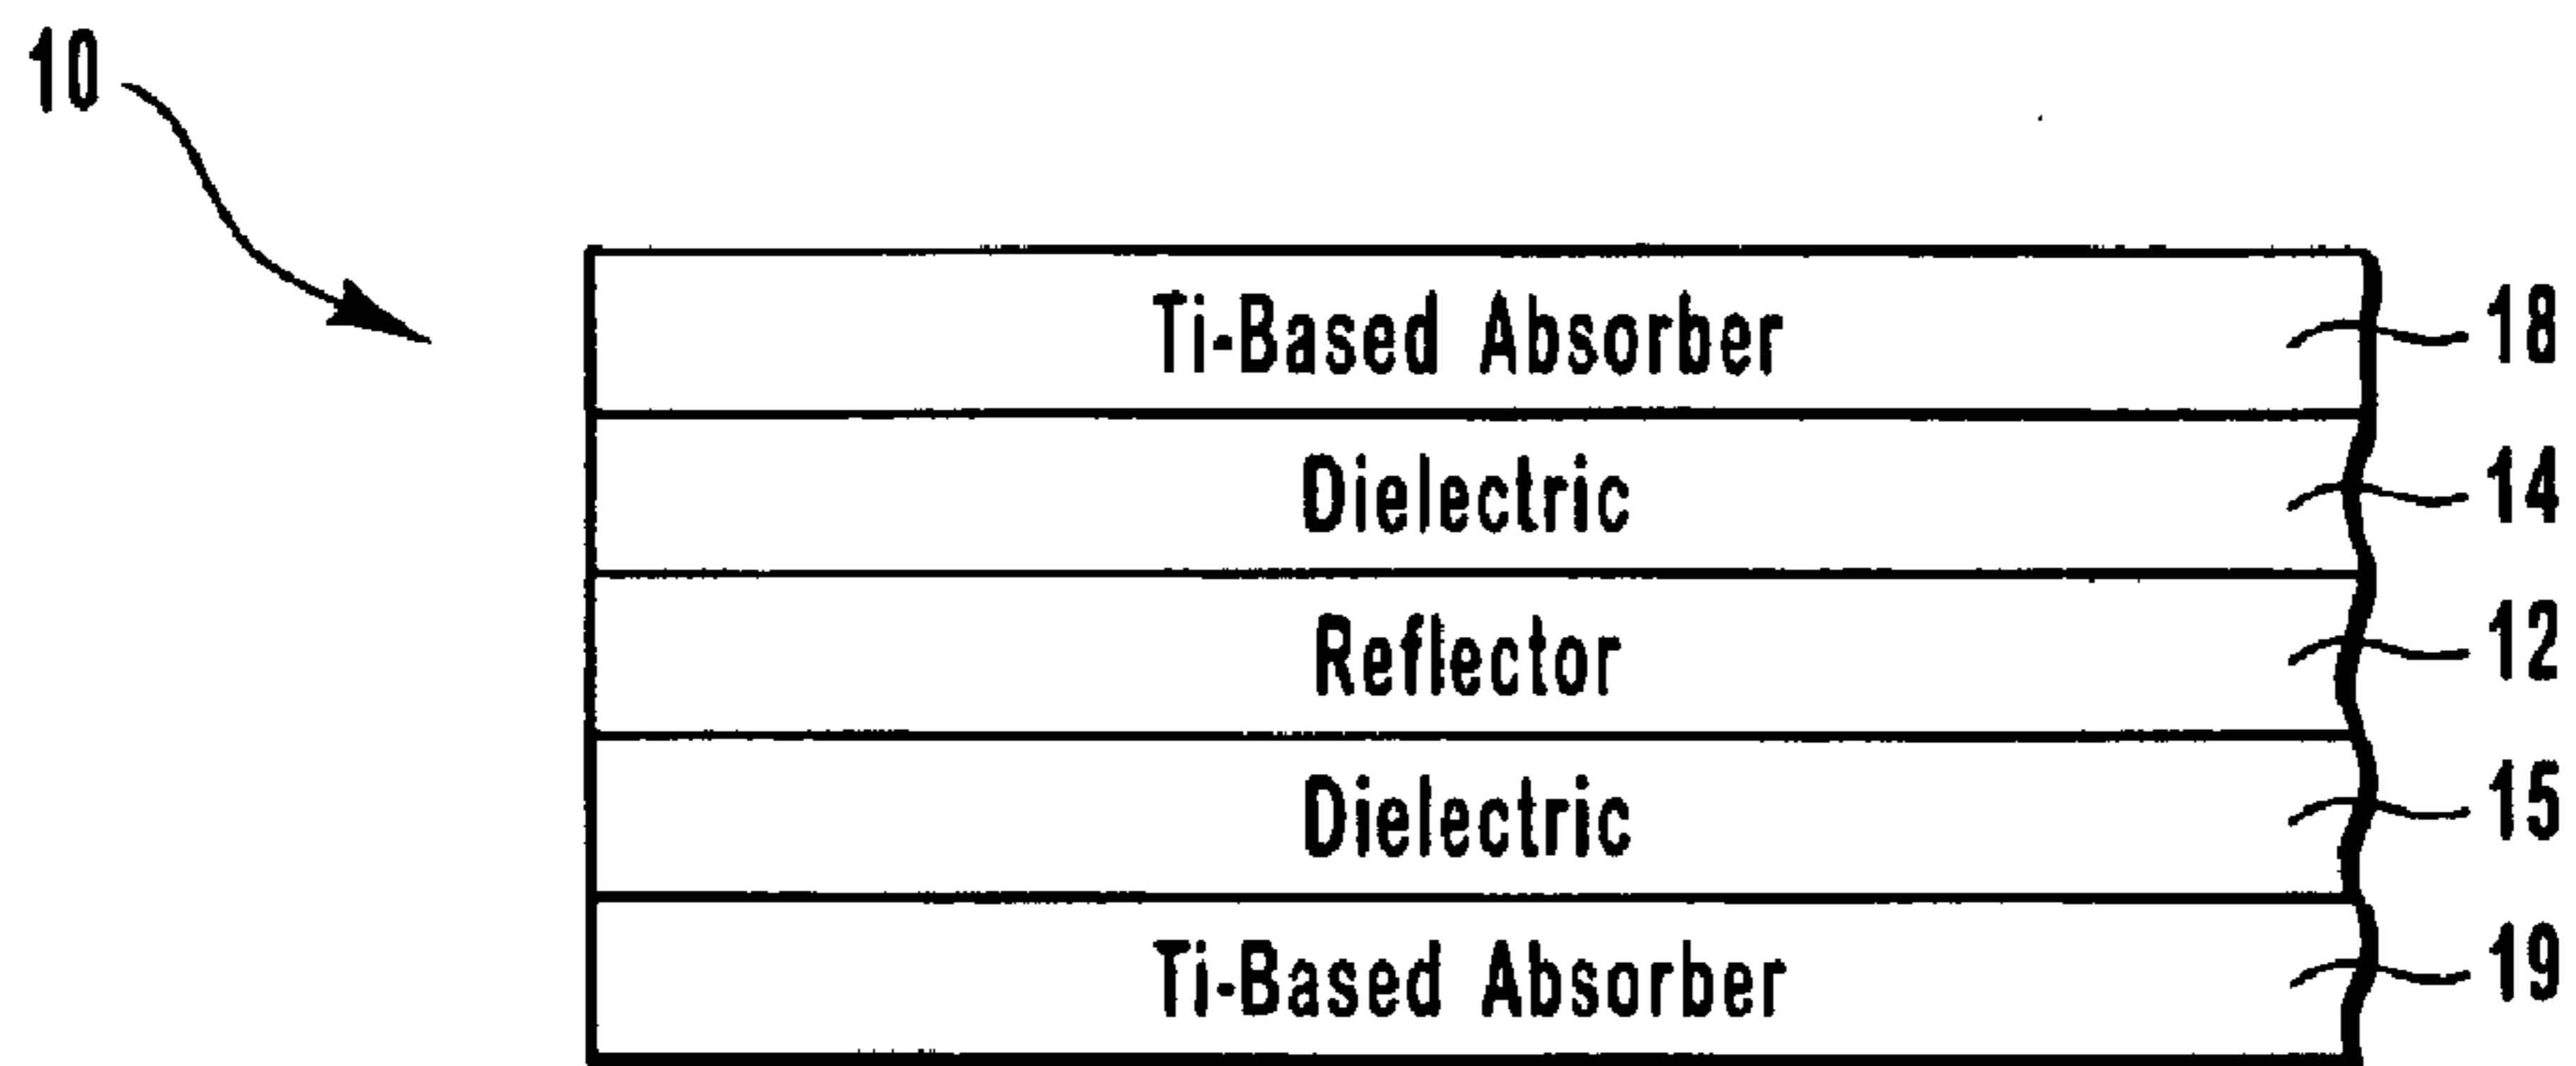 10
Ti-Based Absorber 18
Dielectric 14
Reflector 12
Dielectric 15
Ti-Based Absorber 19